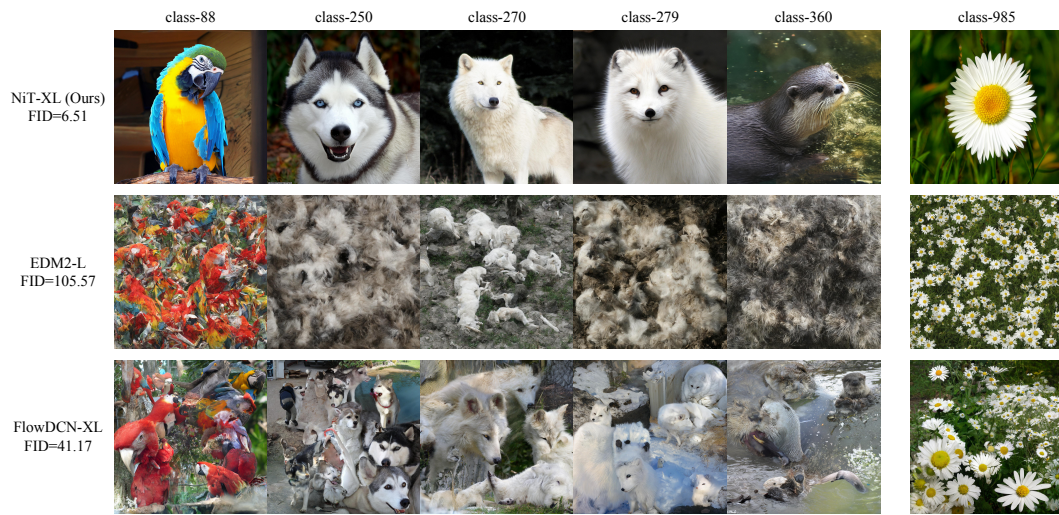 class-88 class-250 class-270 class-279 class-360 class-985
NiT-XL (Ours)
FID=6.51
EDM2-L
FID=105.57
FlowDCN-XL
FID=41.17